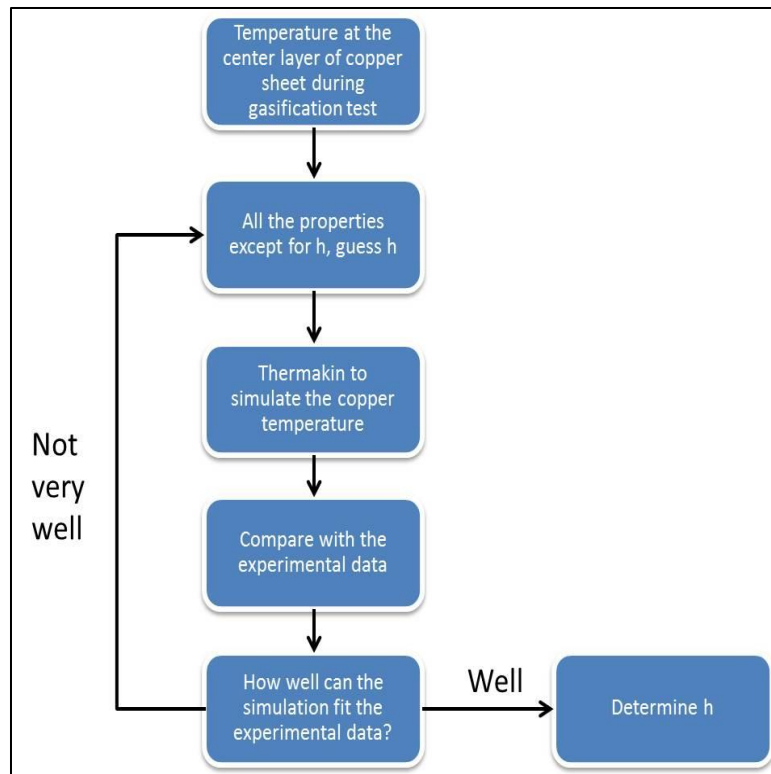 Temperature at the
center layer of copper
sheet during
gasification test
All the properties
except for h, guess h
Thermakin to
simulate the copper
temperature
Not
very
well
Compare with the
experimental data
How well can the
simulation fit the
experimental data?
Well
Determine h